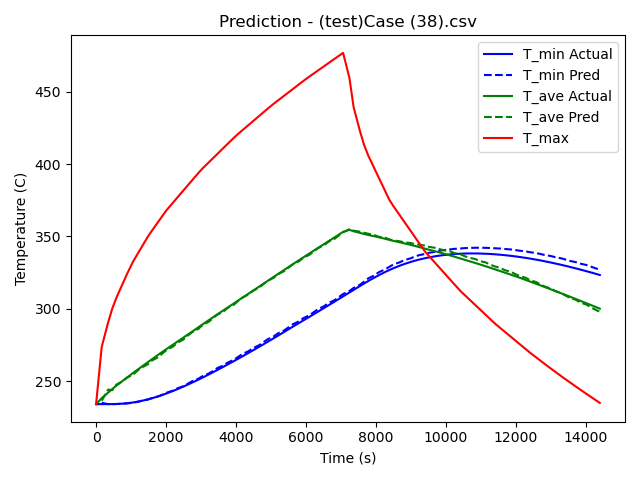 Prediction - (test)Case (38).csv
T_min Actual
T_min Pred
T_ave Actual
T_ave Pred
T_max
Temperature (C)
450
400
350
300
250
0 2000 4000 6000 8000 10000 12000 14000
Time (s)